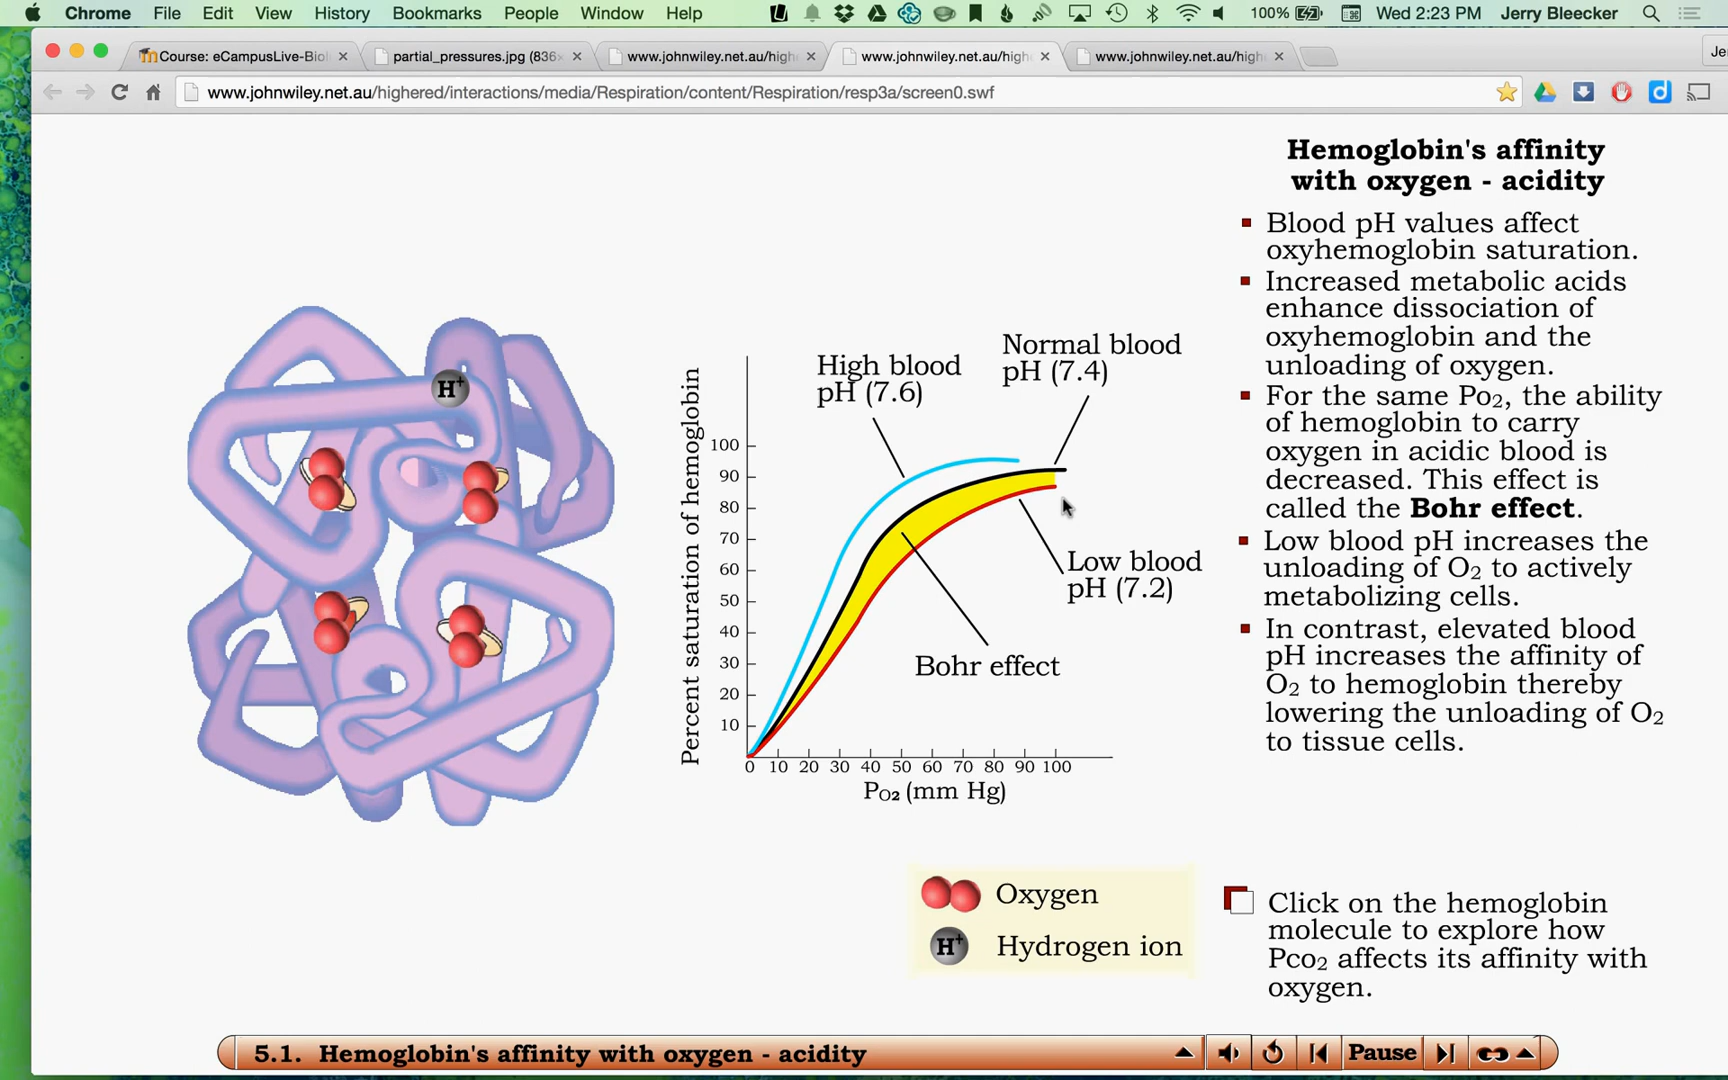 Chrome File Edit View History Bookmarks People Window Help 100% Wed 2:23 PM Jerry Bleecker
Course: eCampusLive-Biol partial_pressures.jpg (836× www.johnwiley.net.au/high www.johnwiley.net.au/high www.johnwiley.net.au/high Je
www.johnwiley.net.au/highered/interactions/media/Respiration/content/Respiration/resp3a/screen0.swf
Hemoglobin's affinity
with oxygen - acidity
Blood pH values affect
oxyhemoglobin saturation.
Increased metabolic acids
enhance dissociation of
oxyhemoglobin and the
unloading of oxygen.
For the same Po2, the ability
of hemoglobin to carry
oxygen in acidic blood is
decreased. This effect is
called the Bohr effect.
Low blood pH increases the
unloading of O2 to actively
metabolizing cells.
In contrast, elevated blood
pH increases the affinity of
O2 to hemoglobin thereby
lowering the unloading of O2
to tissue cells.
H+
Percent saturation of hemoglobin
High blood
pH (7.6)
Normal blood
pH (7.4)
100
90
80
70
60
50
40
30
20
10
Low blood
pH (7.2)
Bohr effect
0 10 20 30 40 50 60 70 80 90 100
PO2 (mm Hg)
Oxygen
H+ Hydrogen ion
Click on the hemoglobin
molecule to explore how
Pco2 affects its affinity with
oxygen.
5.1. Hemoglobin's affinity with oxygen - acidity Pause